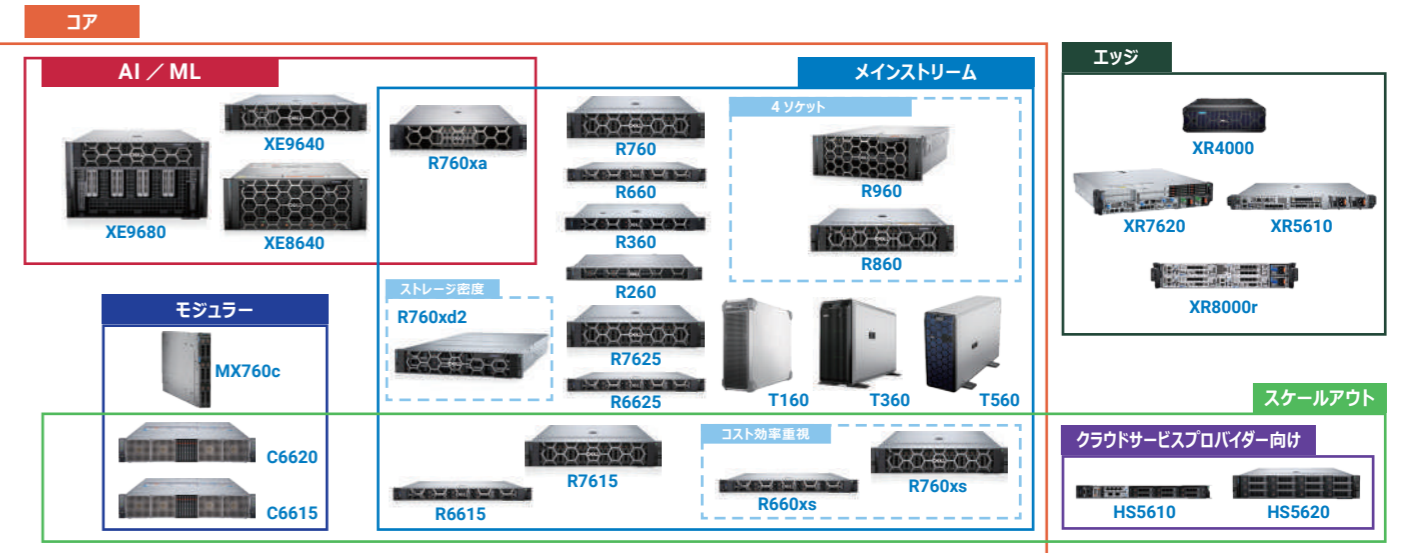 コア
AI ／ ML
XE9640
XE9680
XE8640
メインストリーム
R760xa
R760
R660
R360
R260
R7625
R6625
4 ソケット
R960
R860
ストレージ密度
R760xd2
T160
T360
T560
エッジ
XR4000
XR7620
XR5610
XR8000r
モジュラー
MX760c
C6620
C6615
スケールアウト
R7615
R6615
コスト効率重視
R660xs
R760xs
クラウドサービスプロバイダー向け
HS5610
HS5620